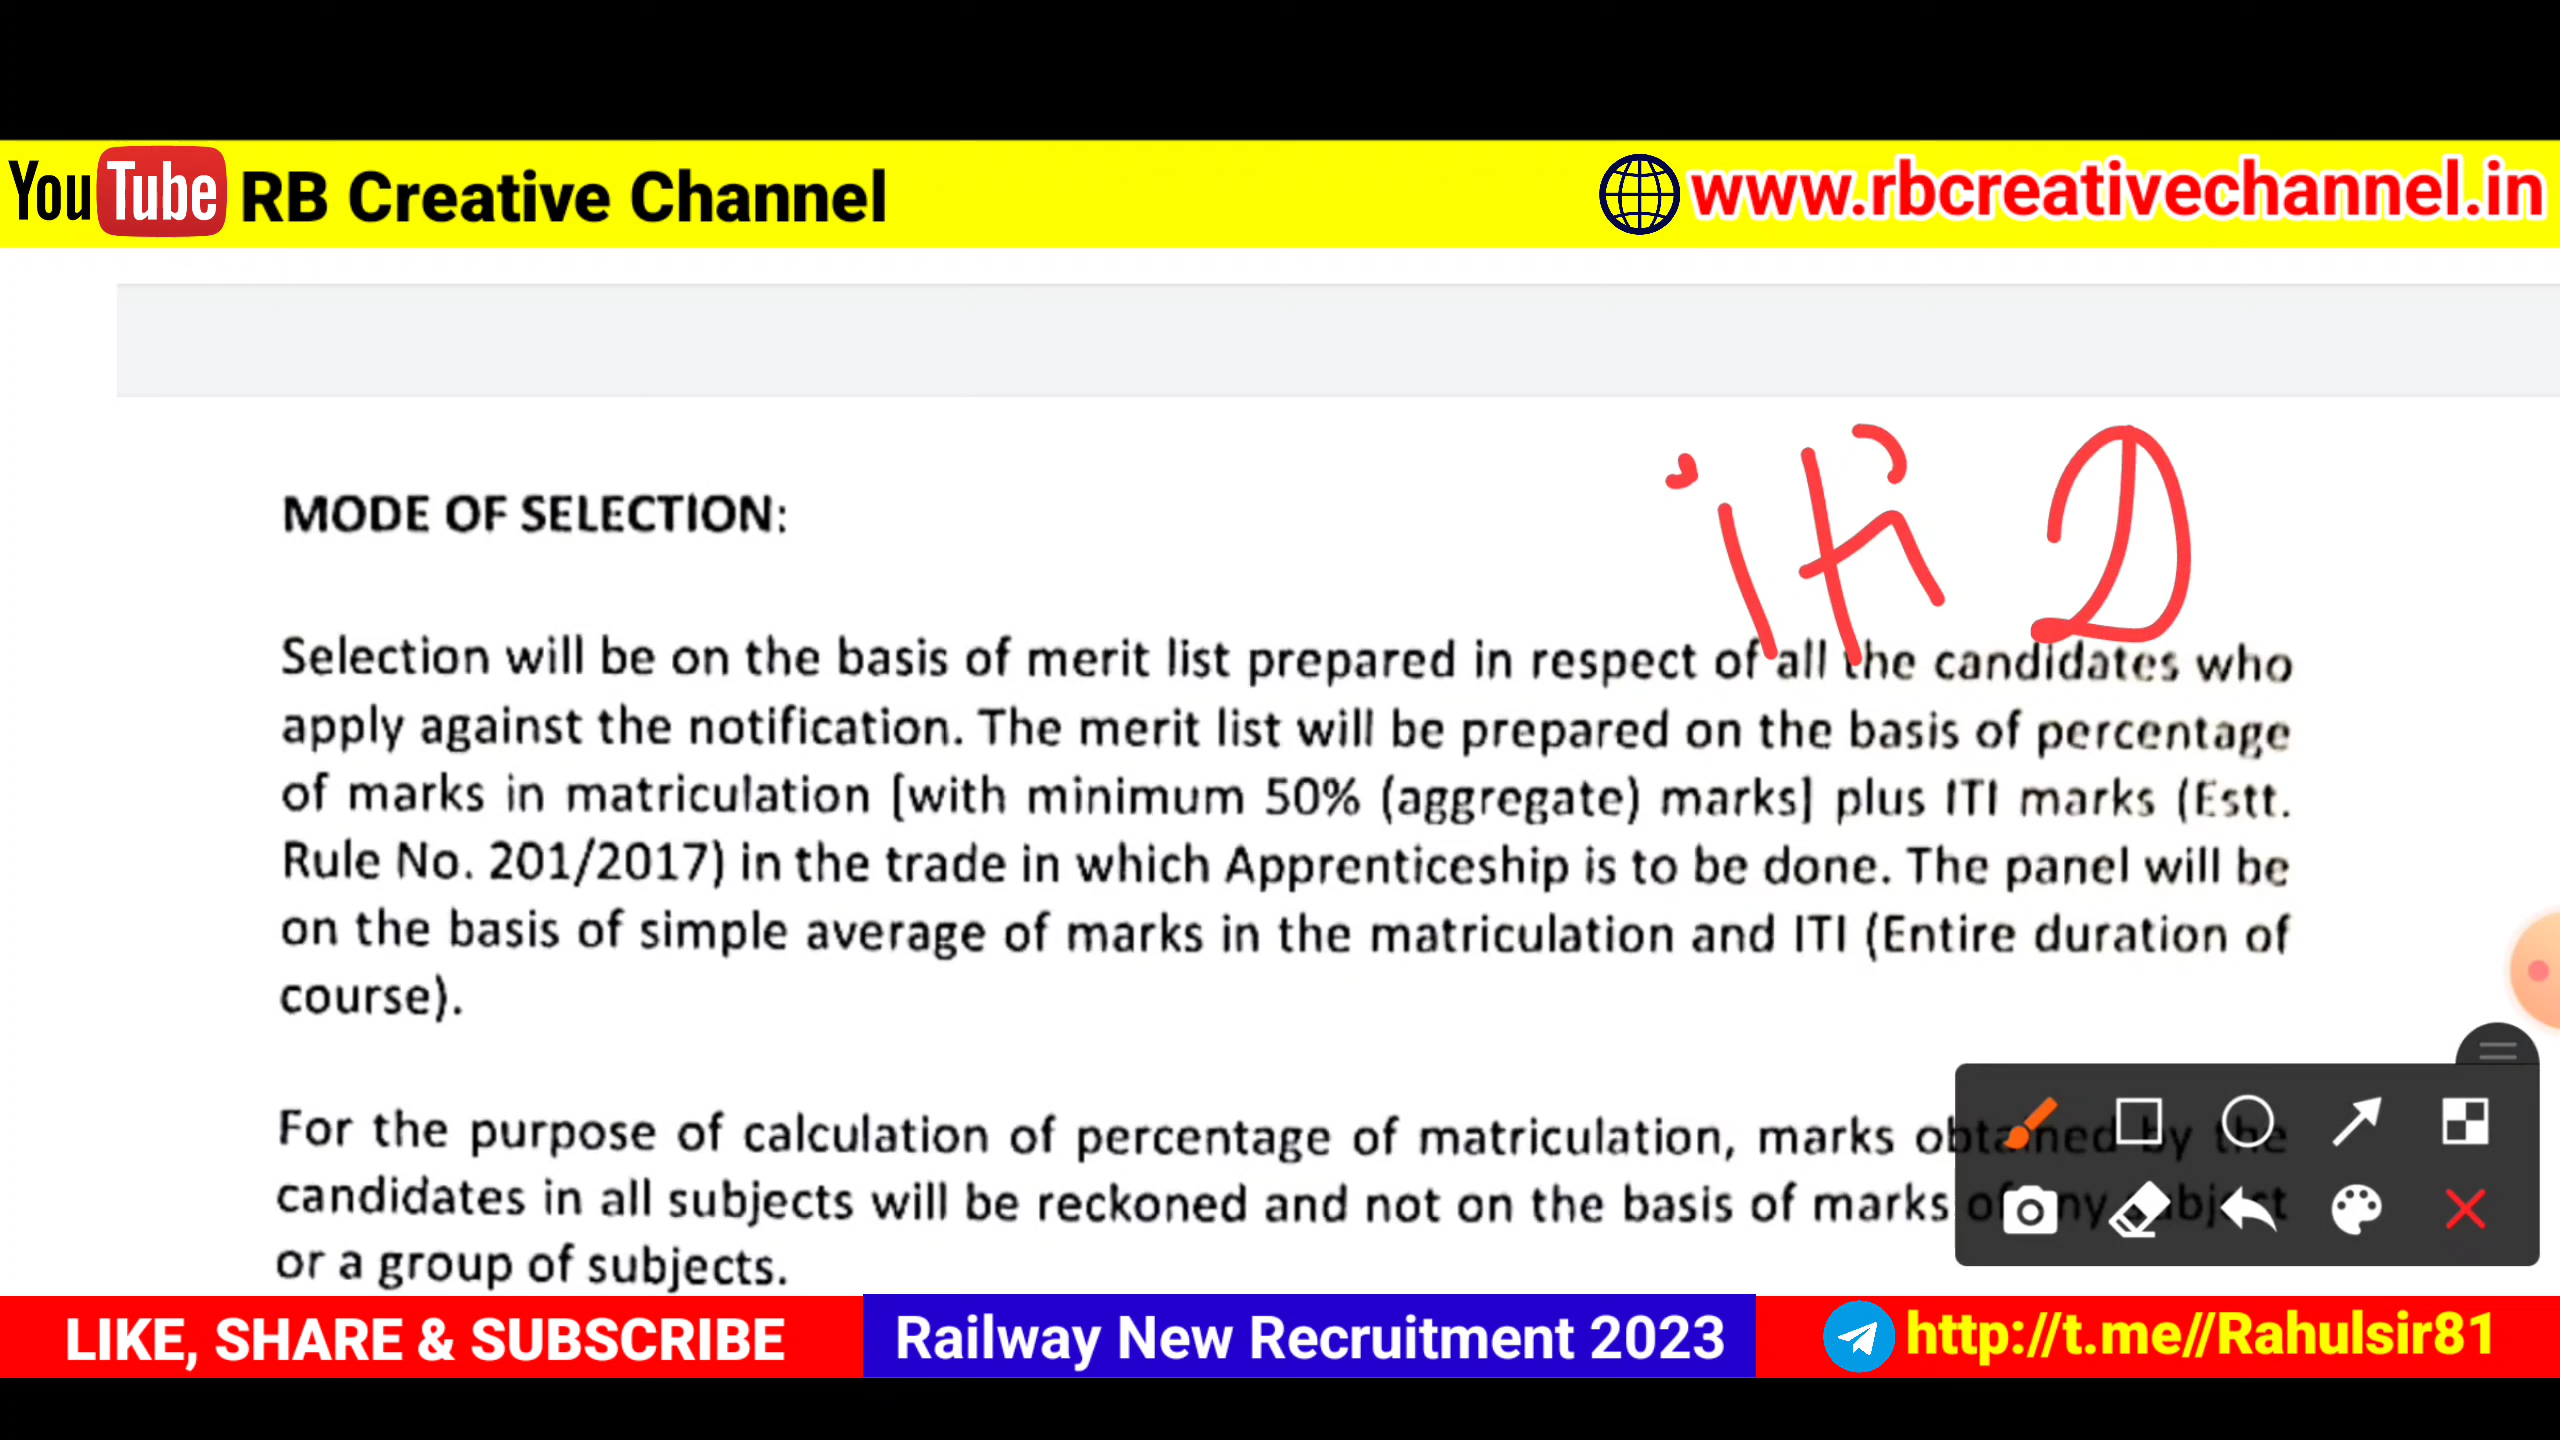 YouTube RB Creative Channel
www.rbcreativechannel.in
iti D
MODE OF SELECTION:
Selection will be on the basis of merit list prepared in respect of all the candidates who
apply against the notification. The merit list will be prepared on the basis of percentage
of marks in matriculation [with minimum 50% (aggregate) marks] plus ITI marks (Estt.
Rule No. 201/2017) in the trade in which Apprenticeship is to be done. The panel will be
on the basis of simple average of marks in the matriculation and ITI (Entire duration of
course).
For the purpose of calculation of percentage of matriculation, marks obtained by the
candidates in all subjects will be reckoned and not on the basis of marks of any subject
or a group of subjects.
LIKE, SHARE & SUBSCRIBE
Railway New Recruitment 2023
http://t.me//Rahulsir81